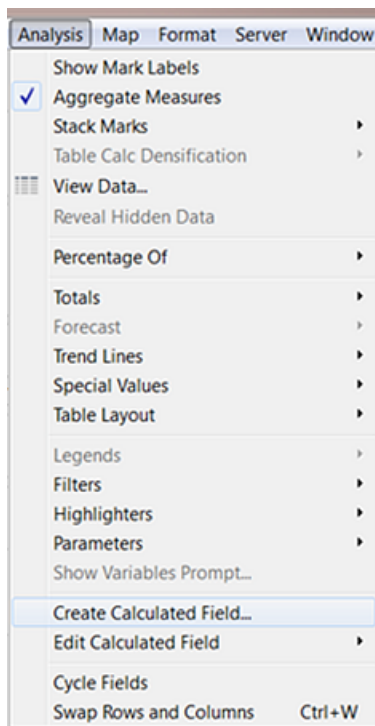 Analysis Map Format Server Window
Show Mark Labels
Aggregate Measures
Stack Marks
Table Calc Densification
View Data...
Reveal Hidden Data
Percentage Of
Totals
Forecast
Trend Lines
Special Values
Table Layout
Legends
Filters
Highlighters
Parameters
Show Variables Prompt...
Create Calculated Field...
Edit Calculated Field
Cycle Fields
Swap Rows and Columns Ctrl+W